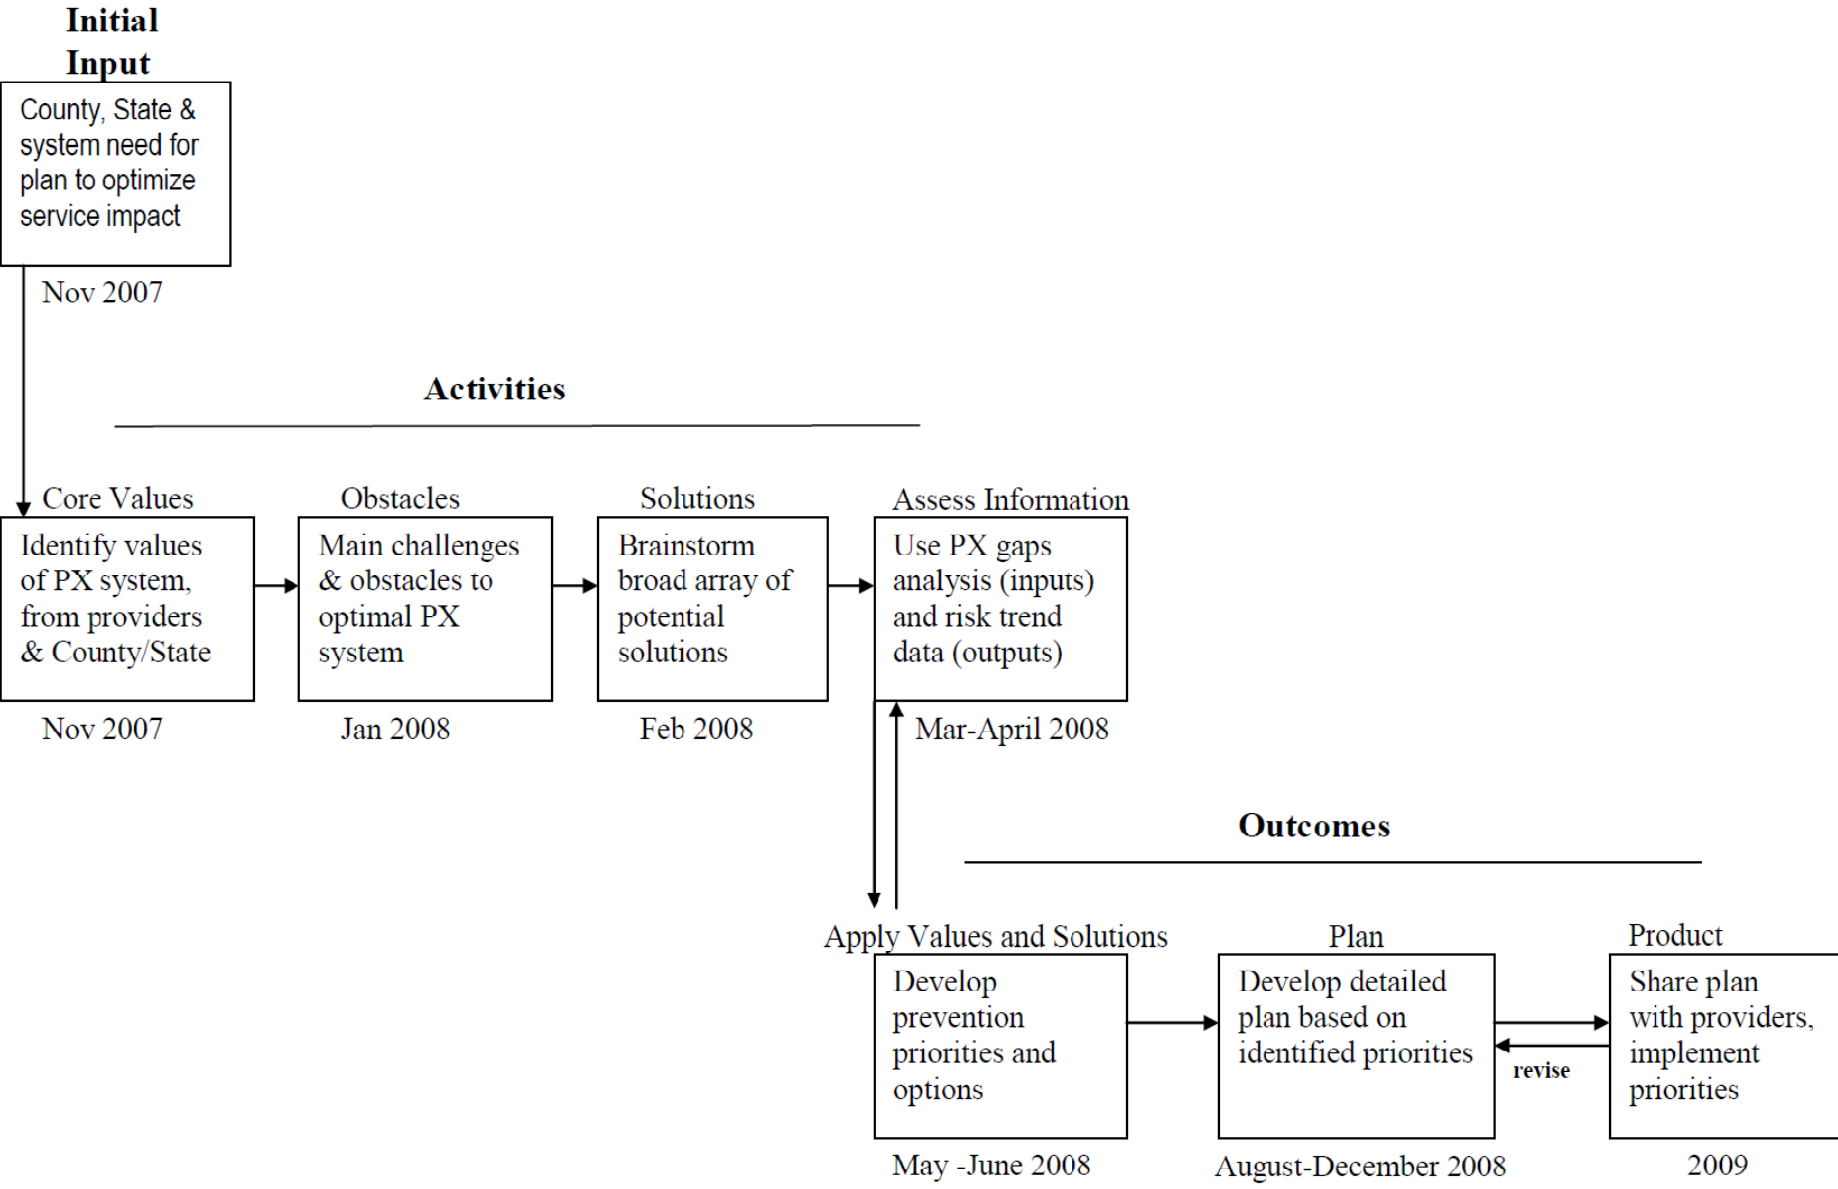 Initial
Input
County, State &
system need for
plan to optimize
service impact
Nov 2007
Activities
Core Values
Identify values
of PX system,
from providers
& County/State
Nov 2007
Obstacles
Main challenges
& obstacles to
optimal PX
system
Jan 2008
Solutions
Brainstorm
broad array of
potential
solutions
Feb 2008
Assess Information
Use PX gaps
analysis (inputs)
and risk trend
data (outputs)
Mar-April 2008
Outcomes
Apply Values and Solutions
Develop
prevention
priorities and
options
May -June 2008
Plan
Develop detailed
plan based on
identified priorities
August-December 2008
revise
Product
Share plan
with providers,
implement
priorities
2009